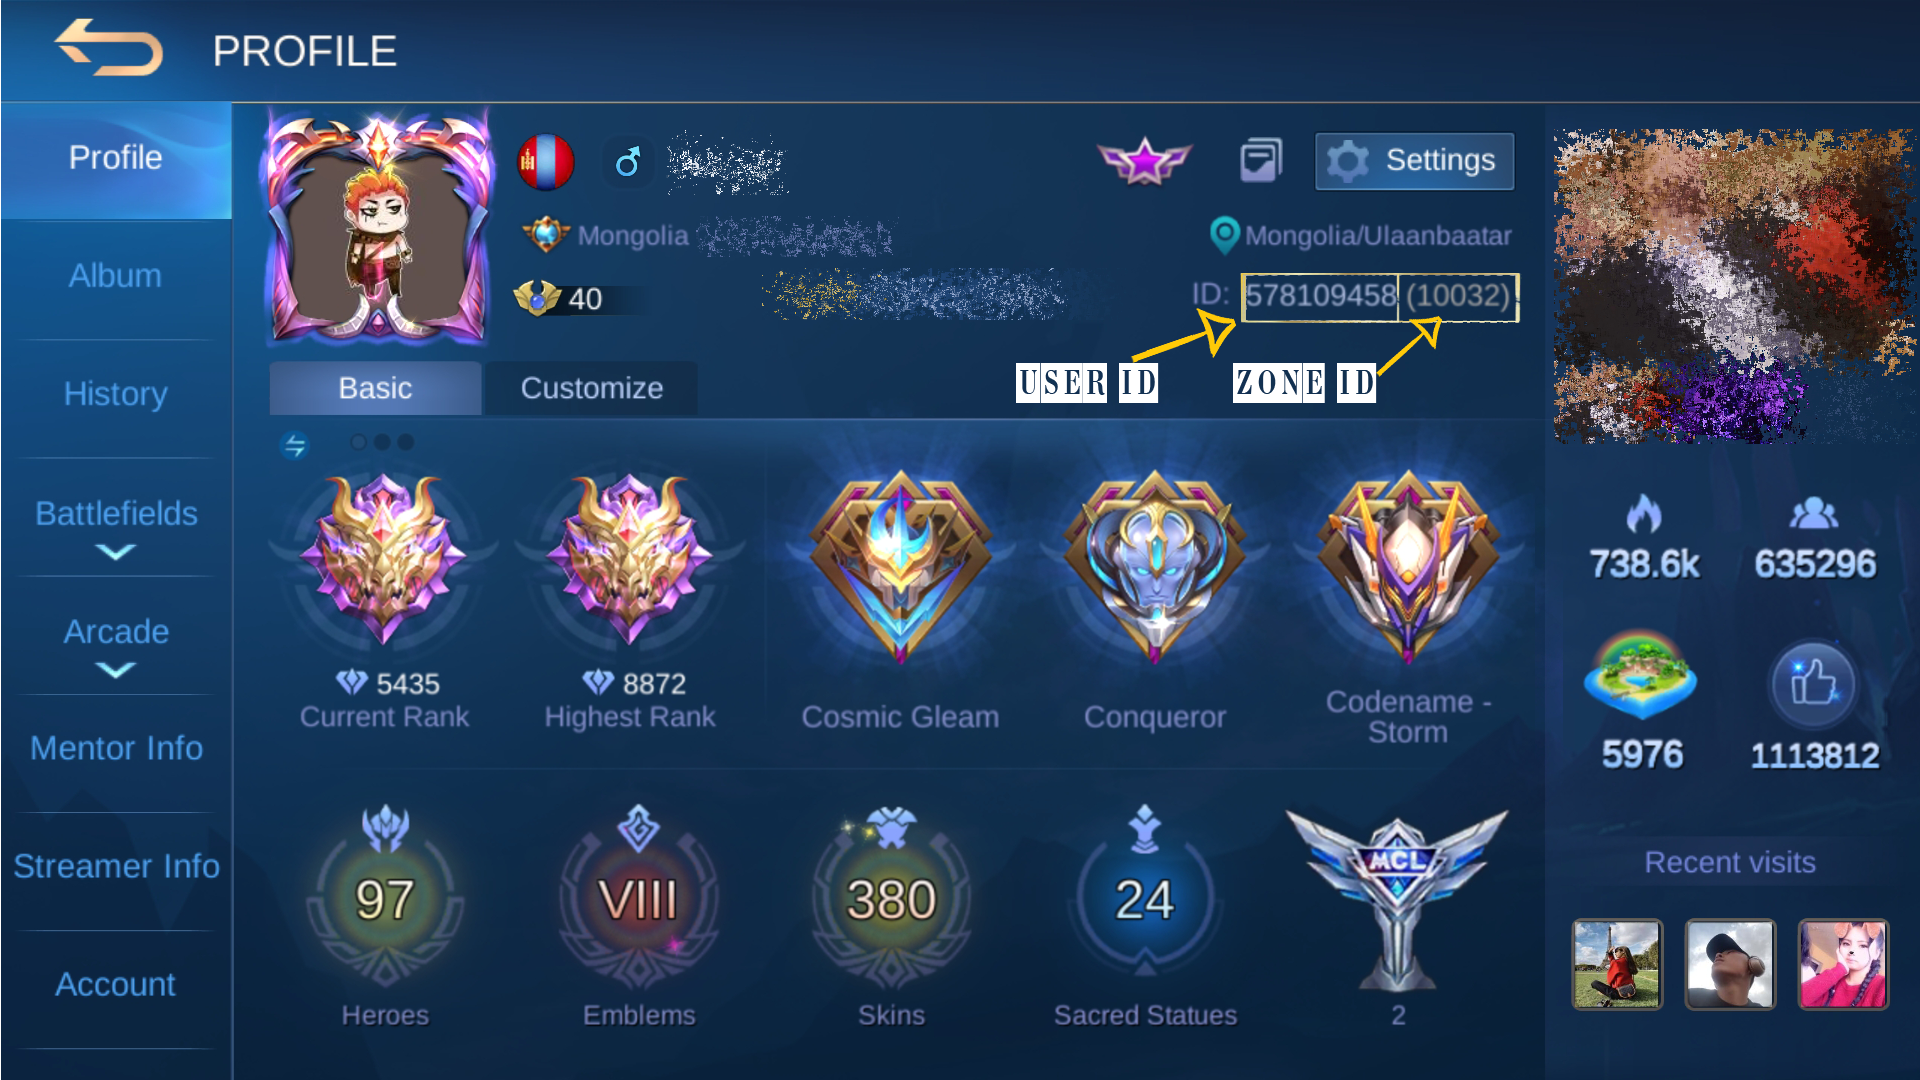 PROFILE
Profile
Album
History
Battlefields
Arcade
Mentor Info
Streamer Info
Account
Settings
Mongolia
Mongolia/Ulaanbaatar
40
ID: 578109458 (10032)
USER ID
ZONE ID
Basic
Customize
5435
Current Rank
8872
Highest Rank
Cosmic Gleam
Conqueror
Codename -
Storm
97
Heroes
VIII
Emblems
380
Skins
24
Sacred Statues
MCL
2
738.6k
635296
5976
1113812
Recent visits